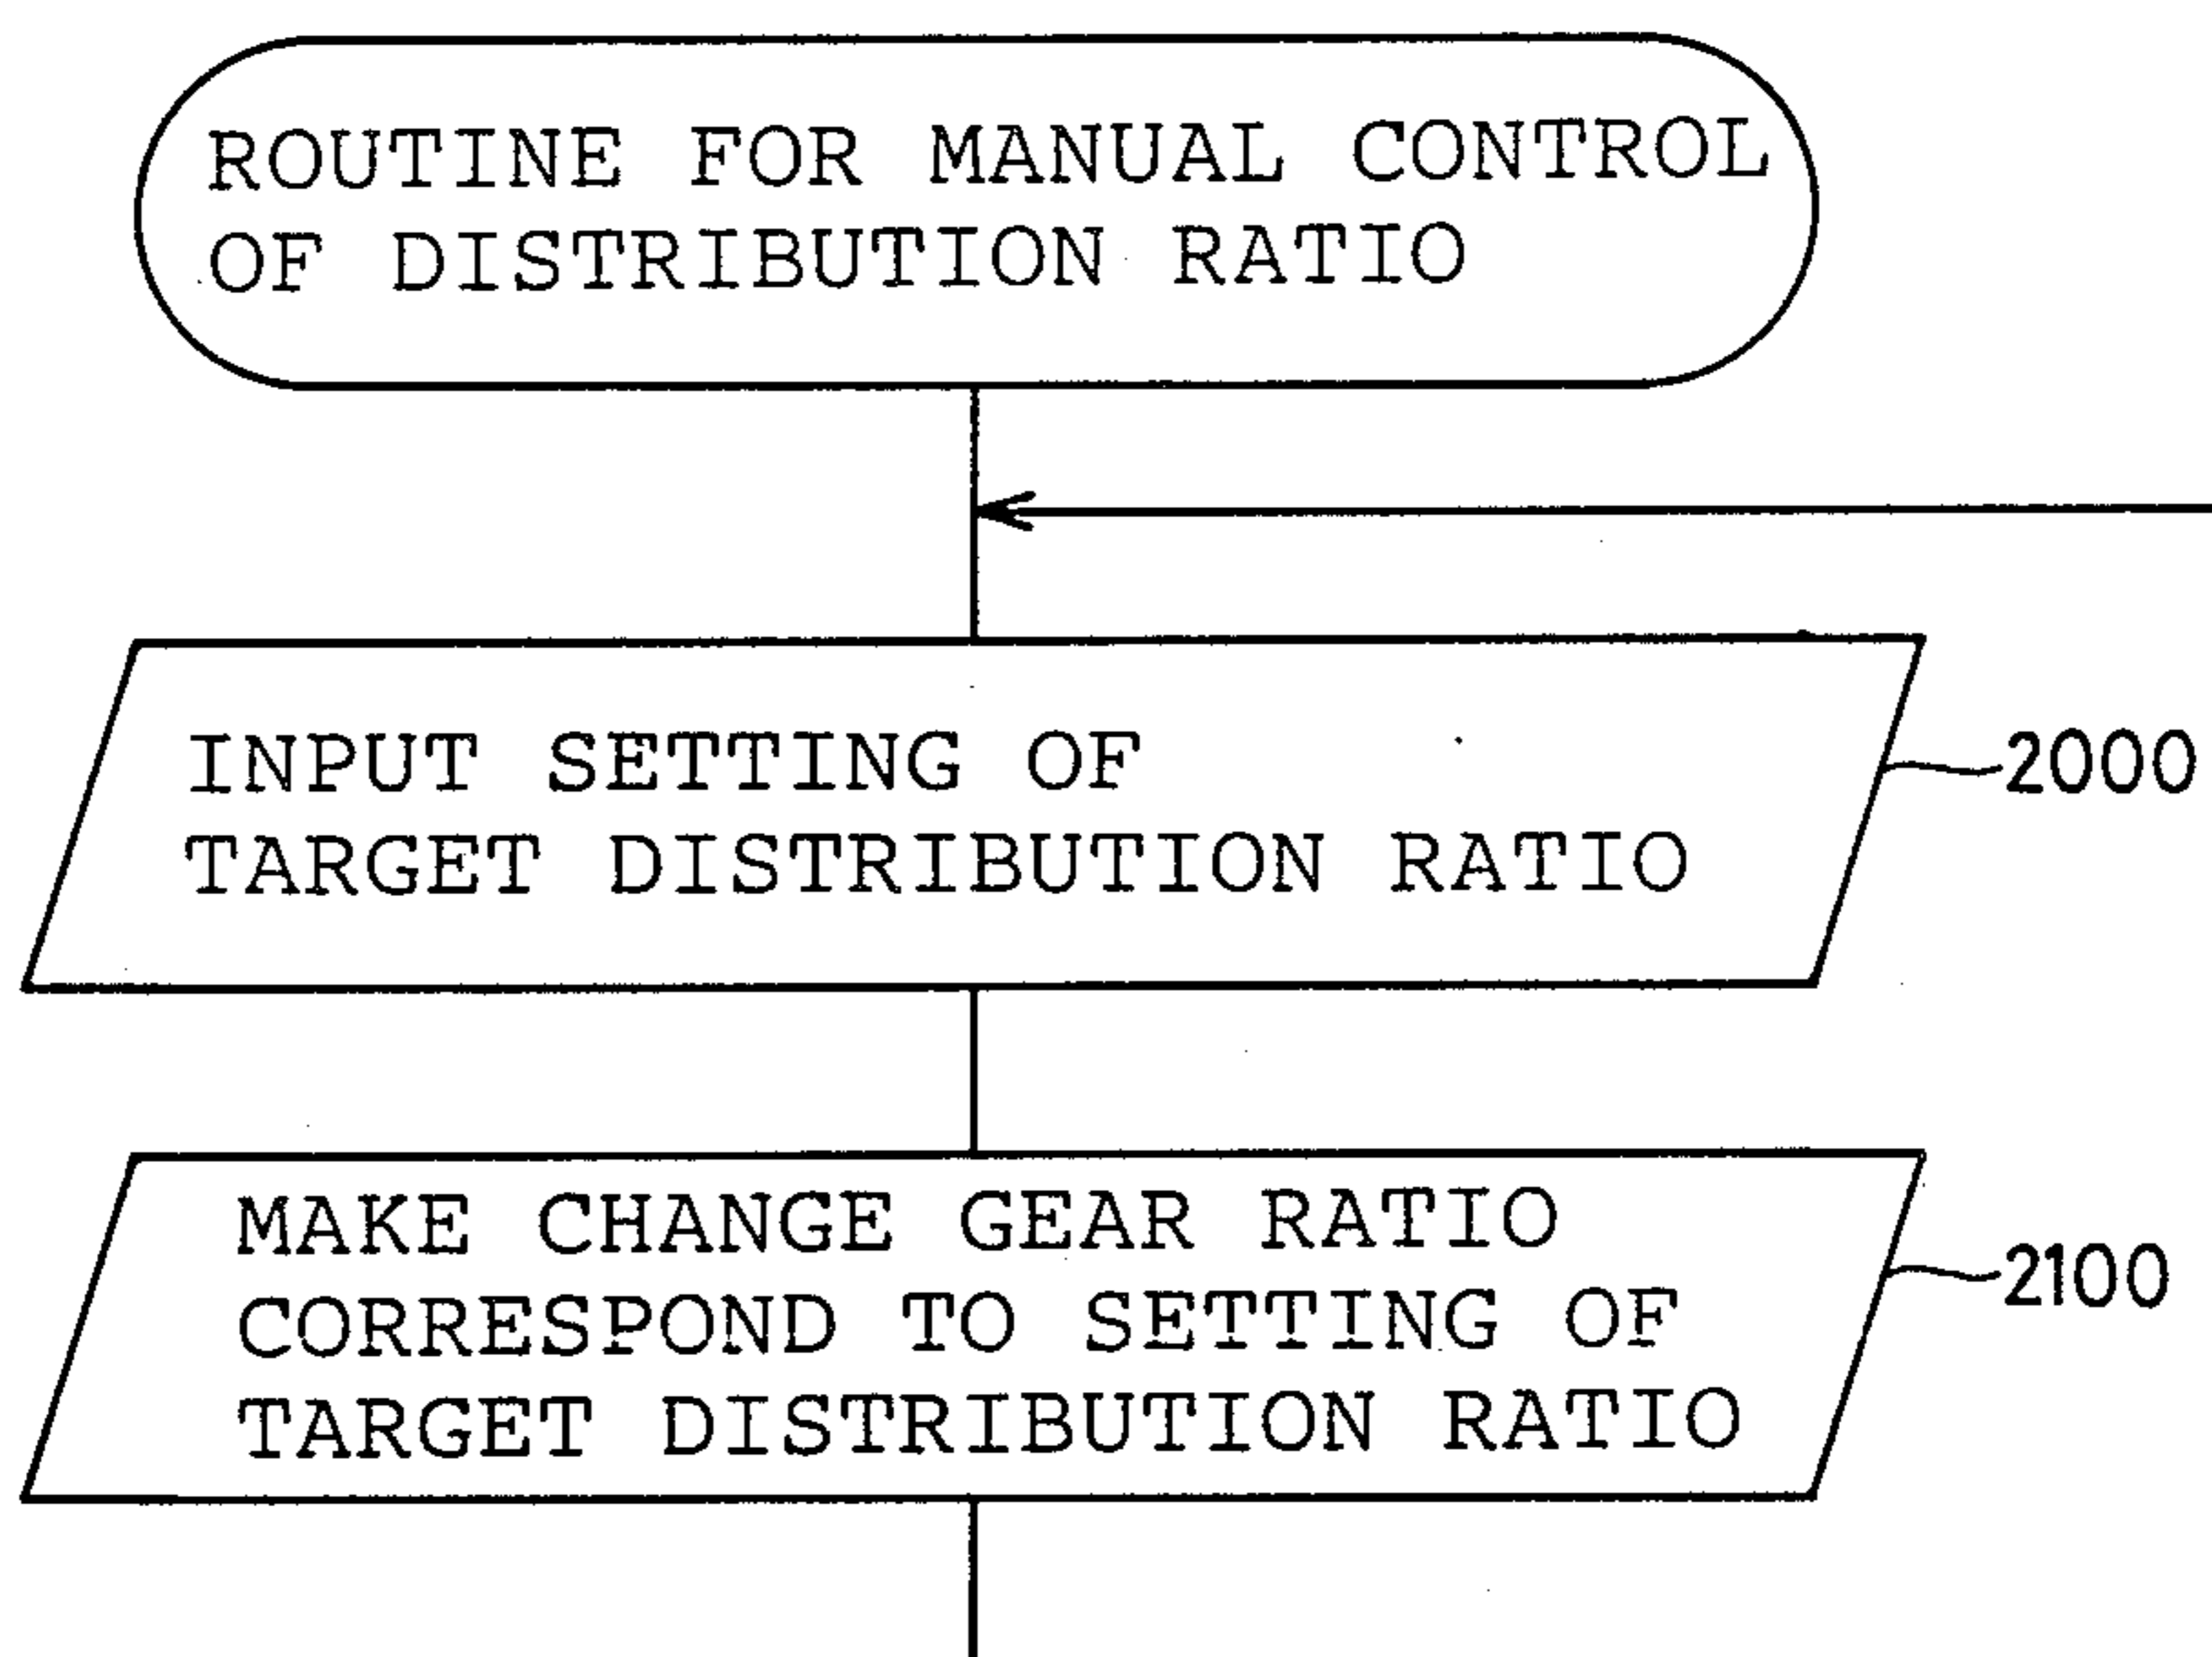 ROUTINE FOR MANUAL CONTROL
OF DISTRIBUTION RATIO
INPUT SETTING OF
TARGET DISTRIBUTION RATIO
2000
MAKE CHANGE GEAR RATIO
CORRESPOND TO SETTING OF
TARGET DISTRIBUTION RATIO
2100